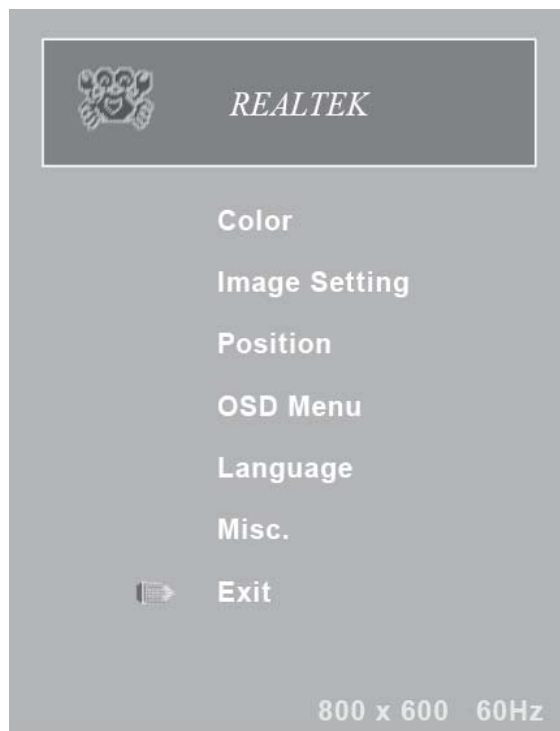 REALTEK
Color
Image Setting
Position
OSD Menu
Language
Misc.
Exit
800 x 600 60Hz